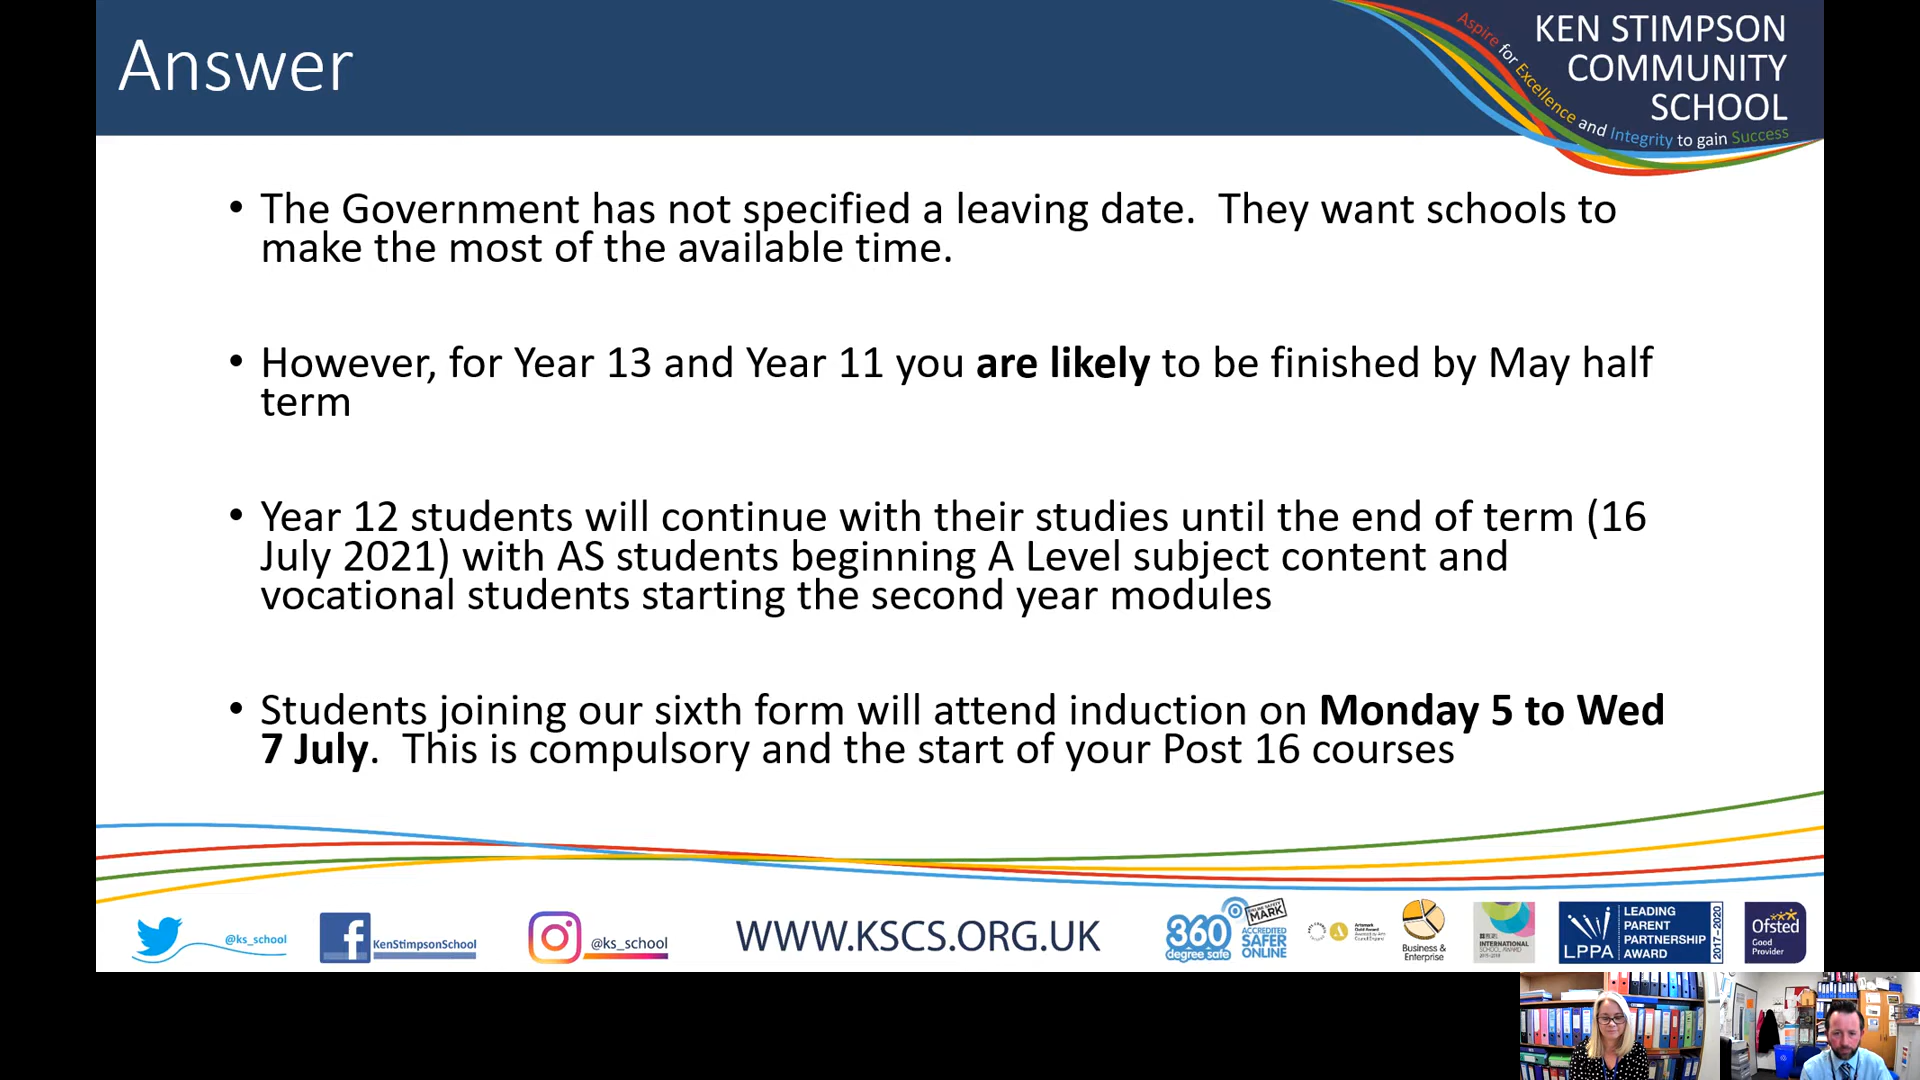 Answer
KEN STIMPSON
COMMUNITY
SCHOOL
Aspire for Excellence and Integrity to gain Success
• The Government has not specified a leaving date.  They want schools to
make the most of the available time.
• However, for Year 13 and Year 11 you are likely to be finished by May half
term
• Year 12 students will continue with their studies until the end of term (16
July 2021) with AS students beginning A Level subject content and
vocational students starting the second year modules
• Students joining our sixth form will attend induction on Monday 5 to Wed
7 July.  This is compulsory and the start of your Post 16 courses
@ks_school
KenStimpsonSchool
@ks_school
WWW.KSCS.ORG.UK
360
degree safe
ONLINE SAFETY
MARK
ACCREDITED
SAFER
ONLINE
Business &
Enterprise
INTERNATIONAL
SCHOOL AWARD
LPPA
LEADING
PARENT
PARTNERSHIP
AWARD
2017-2020
Ofsted
Good
Provider